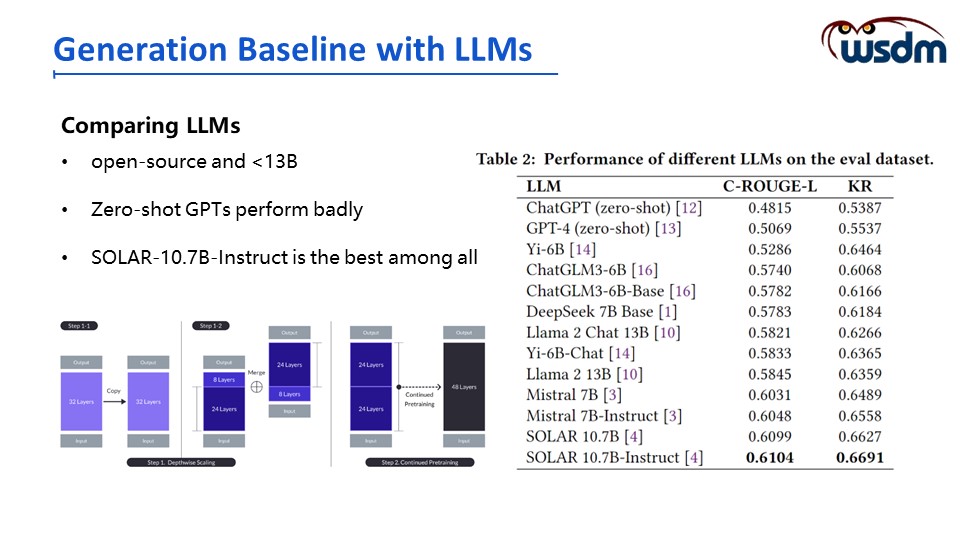 Generation Baseline with LLMs
wsdm
Comparing LLMs
• open-source and <13B
• Zero-shot GPTs perform badly
• SOLAR-10.7B-Instruct is the best among all
Step 1-1
Output
32 Layers
Input
Copy
Output
32 Layers
Input
Step 1-2
Output
8 Layers
24 Layers
Input
Merge
Output
24 Layers
8 Layers
Input
Step 1. Depthwise Scaling
Output
24 Layers
24 Layers
Input
Continued
Pretraining
Output
48 Layers
Input
Step 2. Continued Pretraining
Table 2: Performance of different LLMs on the eval dataset.
LLM C-ROUGE-L KR
ChatGPT (zero-shot) [12] 0.4815 0.5387
GPT-4 (zero-shot) [13] 0.5069 0.5537
Yi-6B [14] 0.5286 0.6464
ChatGLM3-6B [16] 0.5740 0.6068
ChatGLM3-6B-Base [16] 0.5782 0.6166
DeepSeek 7B Base [1] 0.5783 0.6184
Llama 2 Chat 13B [10] 0.5821 0.6266
Yi-6B-Chat [14] 0.5833 0.6365
Llama 2 13B [10] 0.5845 0.6359
Mistral 7B [3] 0.6031 0.6489
Mistral 7B-Instruct [3] 0.6048 0.6558
SOLAR 10.7B [4] 0.6099 0.6627
SOLAR 10.7B-Instruct [4] 0.6104 0.6691